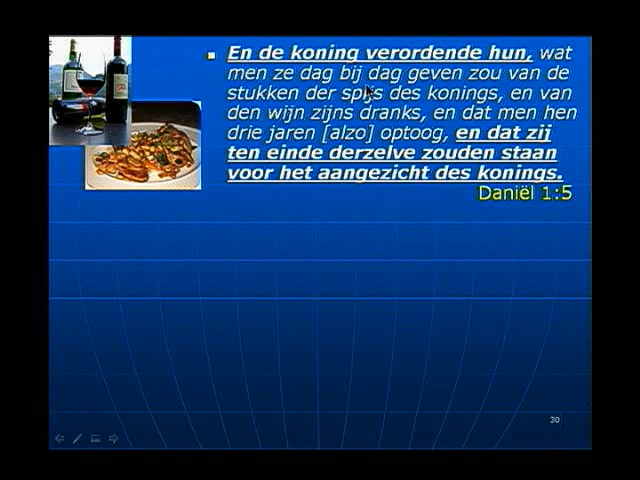 En de koning verordende hun, wat
men ze dag bij dag geven zou van de
stukken der spijs des konings, en van
den wijn zijns dranks, en dat men hen
drie jaren [alzo] optoog, en dat zij
ten einde derzelve zouden staan
voor het aangezicht des konings.
Daniël 1:5
30